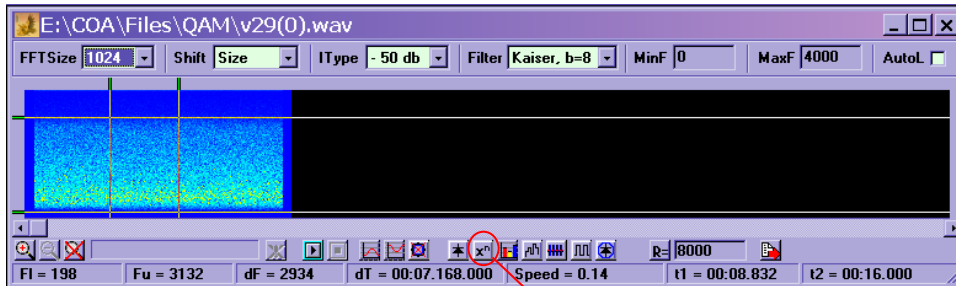 E:\COA\Files\QAM\v29(0).wav
FFTSize 1024 Shift Size IType - 50 db Filter Kaiser, b=8 MinF 0 MaxF 4000 AutoL
xⁿ R= 8000
Fl = 198 Fu = 3132 dF = 2934 dT = 00:07.168.000 Speed = 0.14 t1 = 00:08.832 t2 = 00:16.000